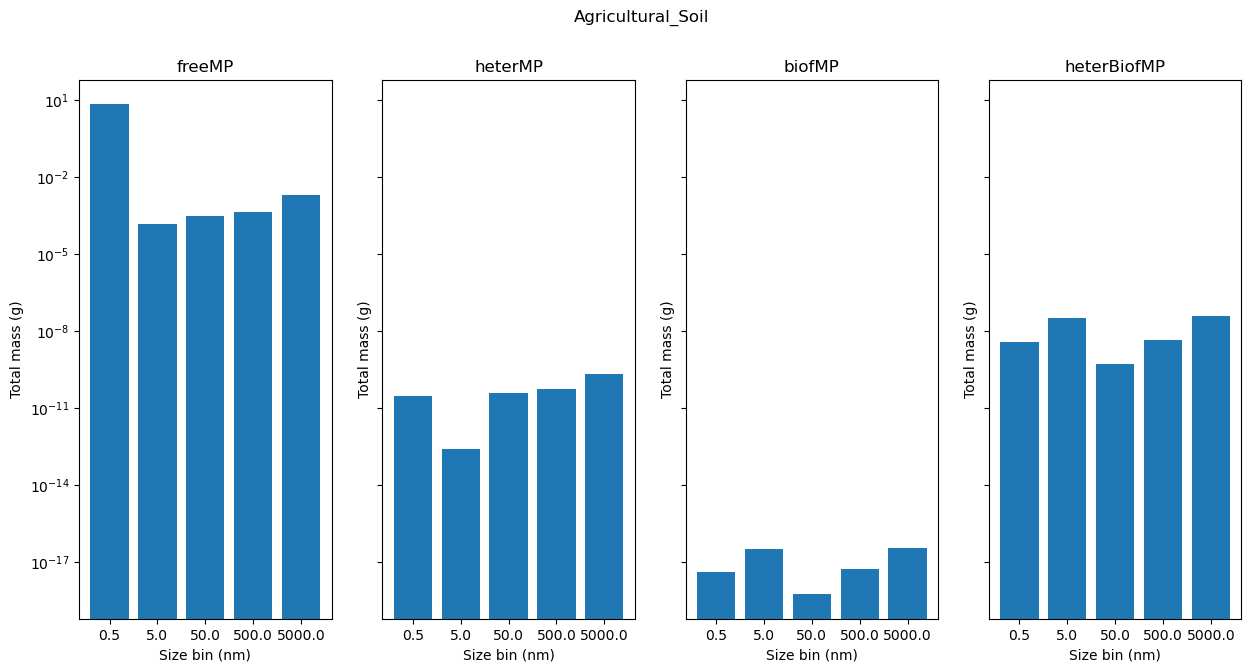 Agricultural_Soil
freeMP
heterMP
biofMP
heterBiofMP
10¹
10⁻²
10⁻⁵
10⁻⁸
10⁻¹¹
10⁻¹⁴
10⁻¹⁷
Total mass (g)
Total mass (g)
Total mass (g)
Total mass (g)
0.5 5.0 50.0 500.0 5000.0
0.5 5.0 50.0 500.0 5000.0
0.5 5.0 50.0 500.0 5000.0
0.5 5.0 50.0 500.0 5000.0
Size bin (nm)
Size bin (nm)
Size bin (nm)
Size bin (nm)